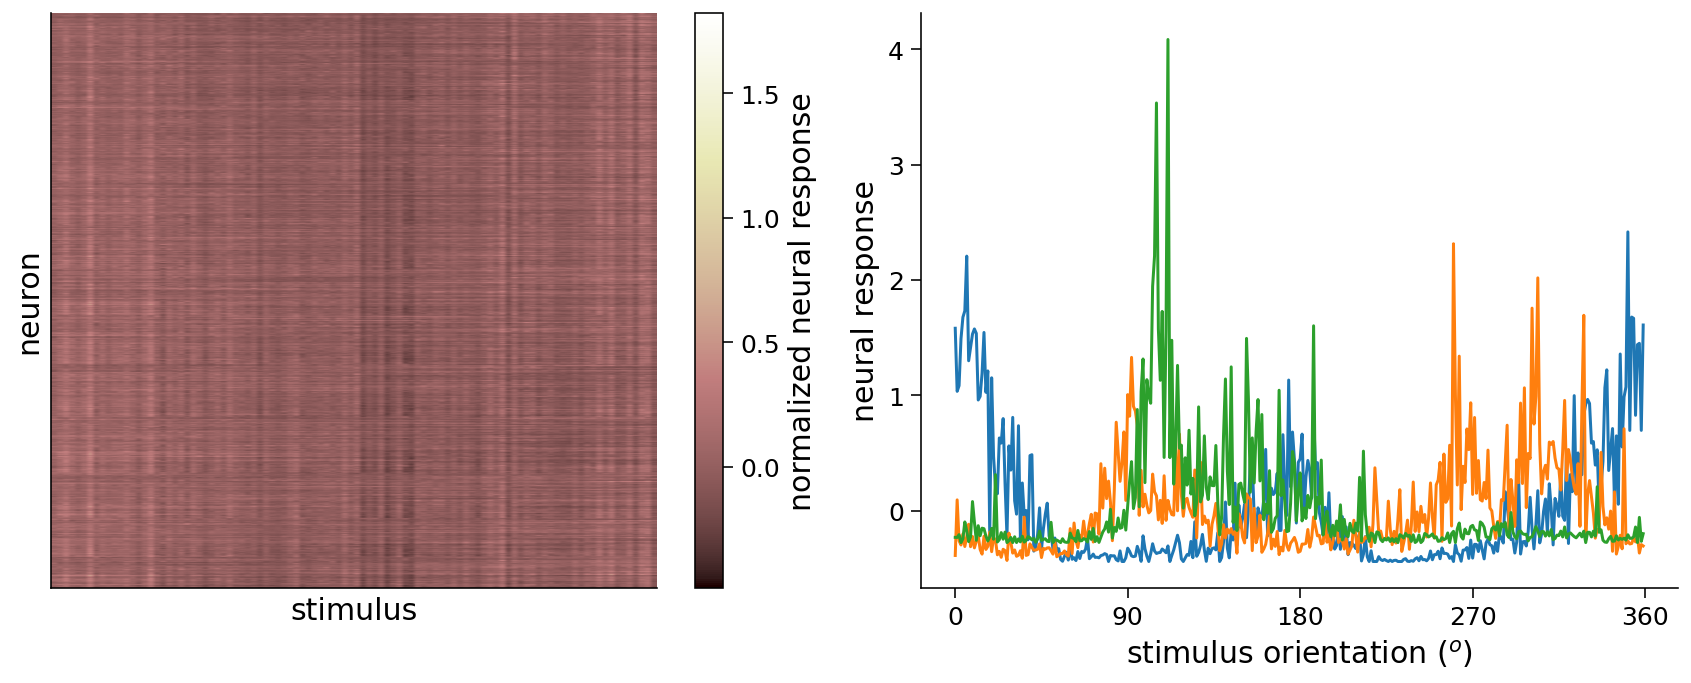 neuron
stimulus
1.5
1.0
0.5
0.0
normalized neural response
4
3
2
1
0
neural response
0 90 180 270 360
stimulus orientation (°)